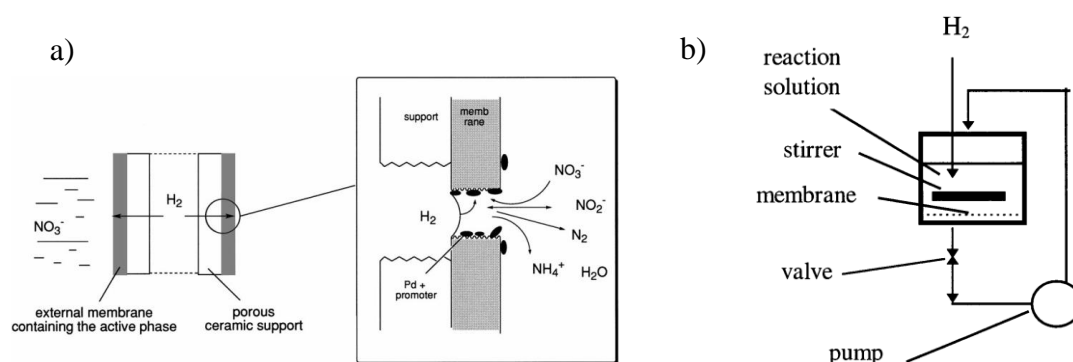 a)
NO₃⁻
H₂
external membrane
containing the active phase
porous
ceramic support
support
memb
rane
H₂
NO₃⁻
NO₂⁻
N₂
NH₄⁺
H₂O
Pd +
promoter
b)
H₂
reaction
solution
stirrer
membrane
valve
pump